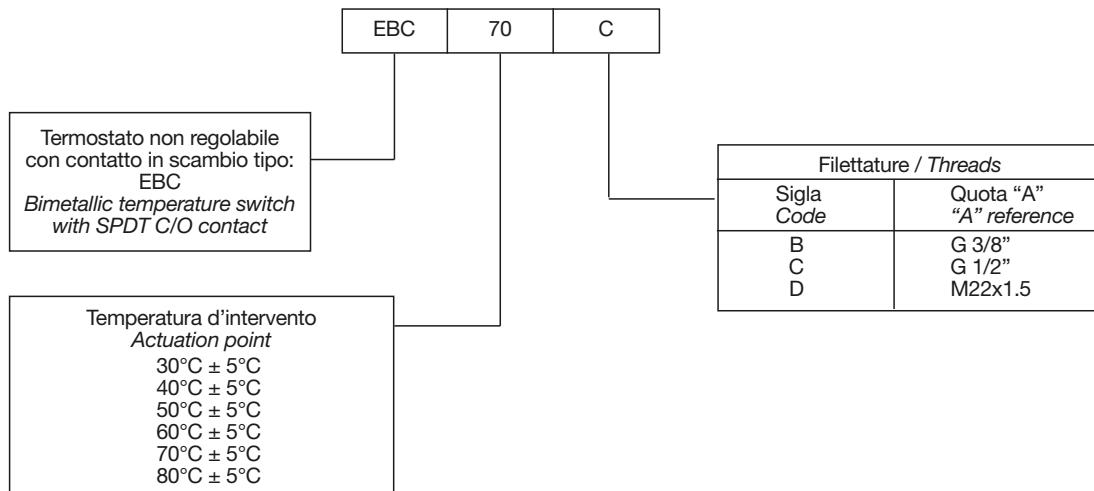 EBC 70 C
Termostato non regolabile
con contatto in scambio tipo:
EBC
Bimetallic temperature switch
with SPDT C/O contact
Filettature / Threads
Sigla Quota “A”
Code “A” reference
B G 3/8”
C G 1/2”
D M22x1.5
Temperatura d’intervento
Actuation point
30°C ± 5°C
40°C ± 5°C
50°C ± 5°C
60°C ± 5°C
70°C ± 5°C
80°C ± 5°C